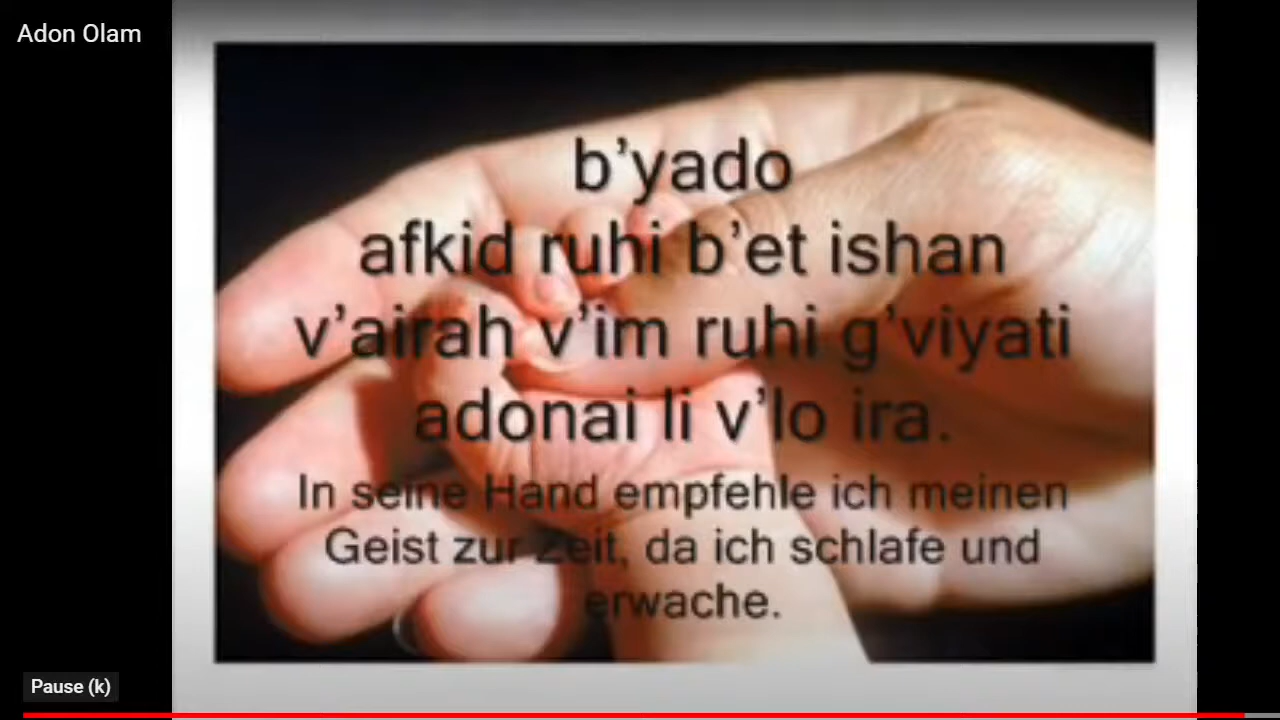 Adon Olam
b'yado
afkid ruhi b'et ishan
v'airah v'im ruhi g'viyati
adonai li v'lo ira.
In seine Hand empfehle ich meinen
Geist zur Zeit, da ich schlafe und
erwache.
Pause (k)